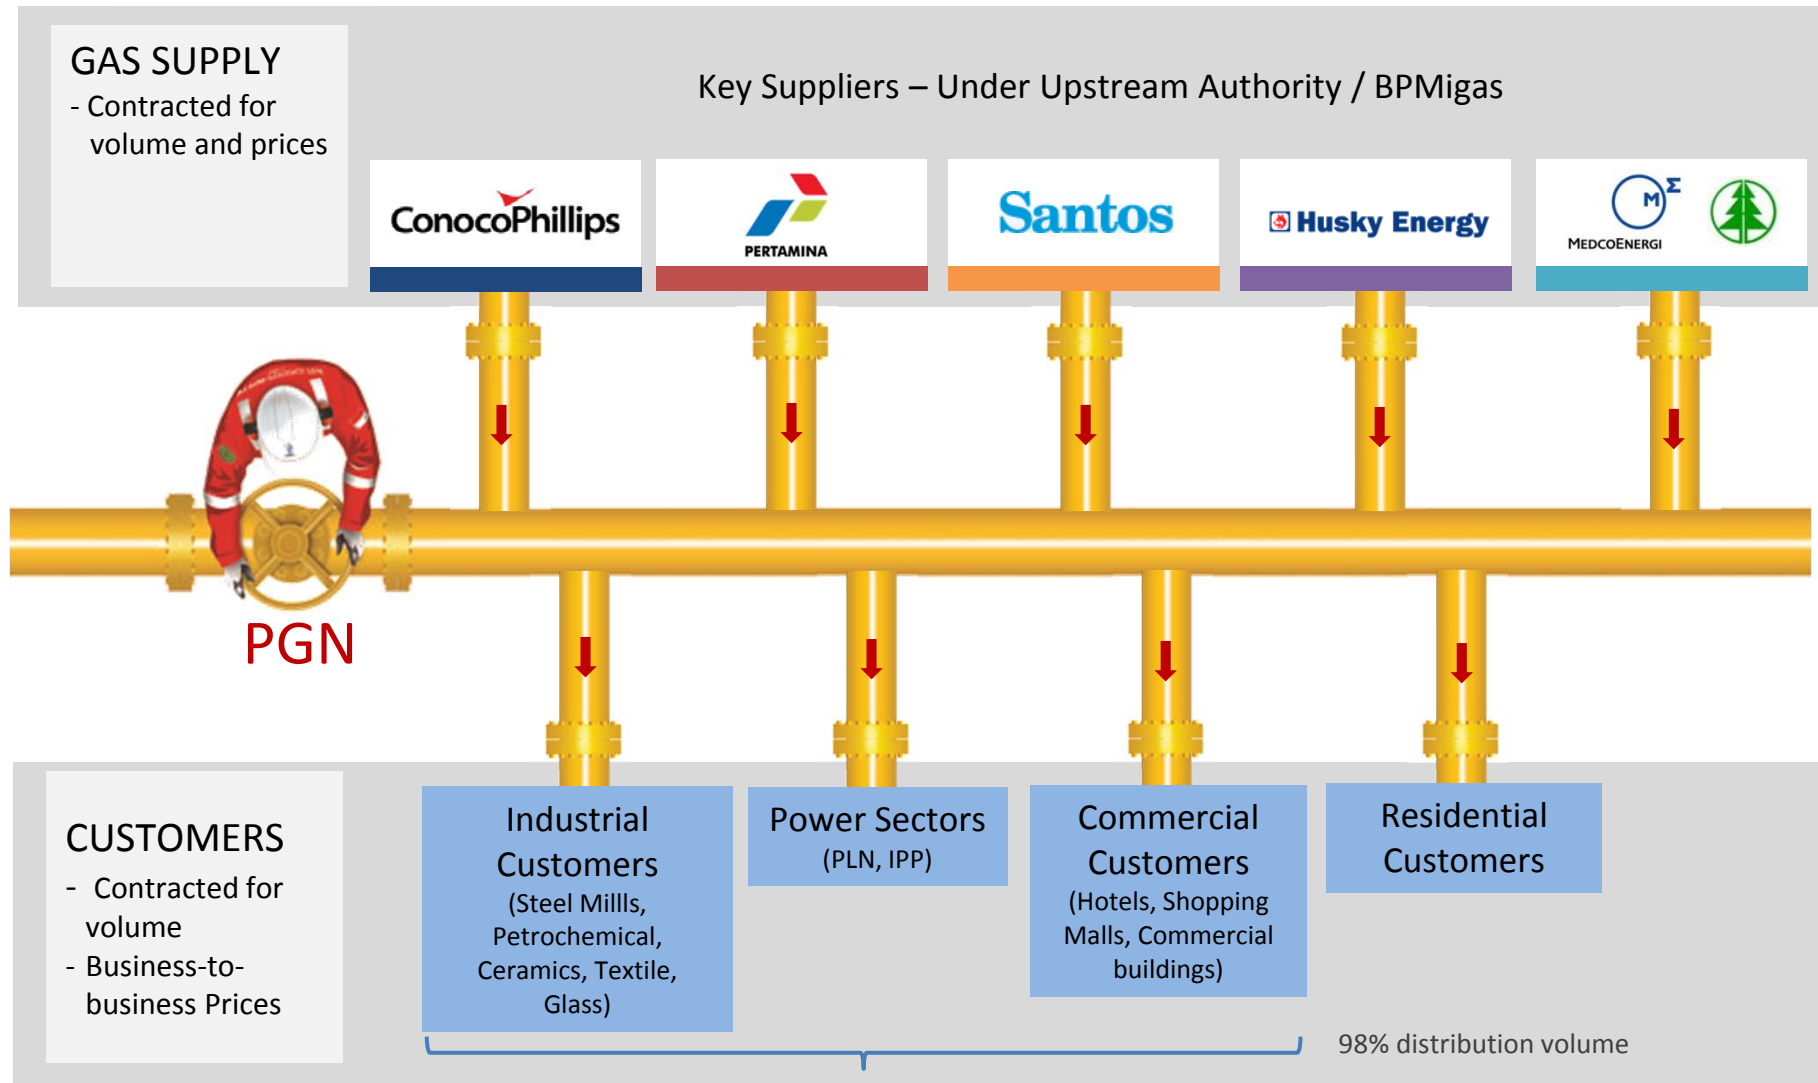 GAS SUPPLY
- Contracted for
volume and prices
Key Suppliers – Under Upstream Authority / BPMigas
ConocoPhillips
PERTAMINA
Santos
Husky Energy
MEDCOENERGI
PGN
CUSTOMERS
- Contracted for
volume
- Business-to-
business Prices
Industrial
Customers
(Steel Millls,
Petrochemical,
Ceramics, Textile,
Glass)
Power Sectors
(PLN, IPP)
Commercial
Customers
(Hotels, Shopping
Malls, Commercial
buildings)
Residential
Customers
98% distribution volume